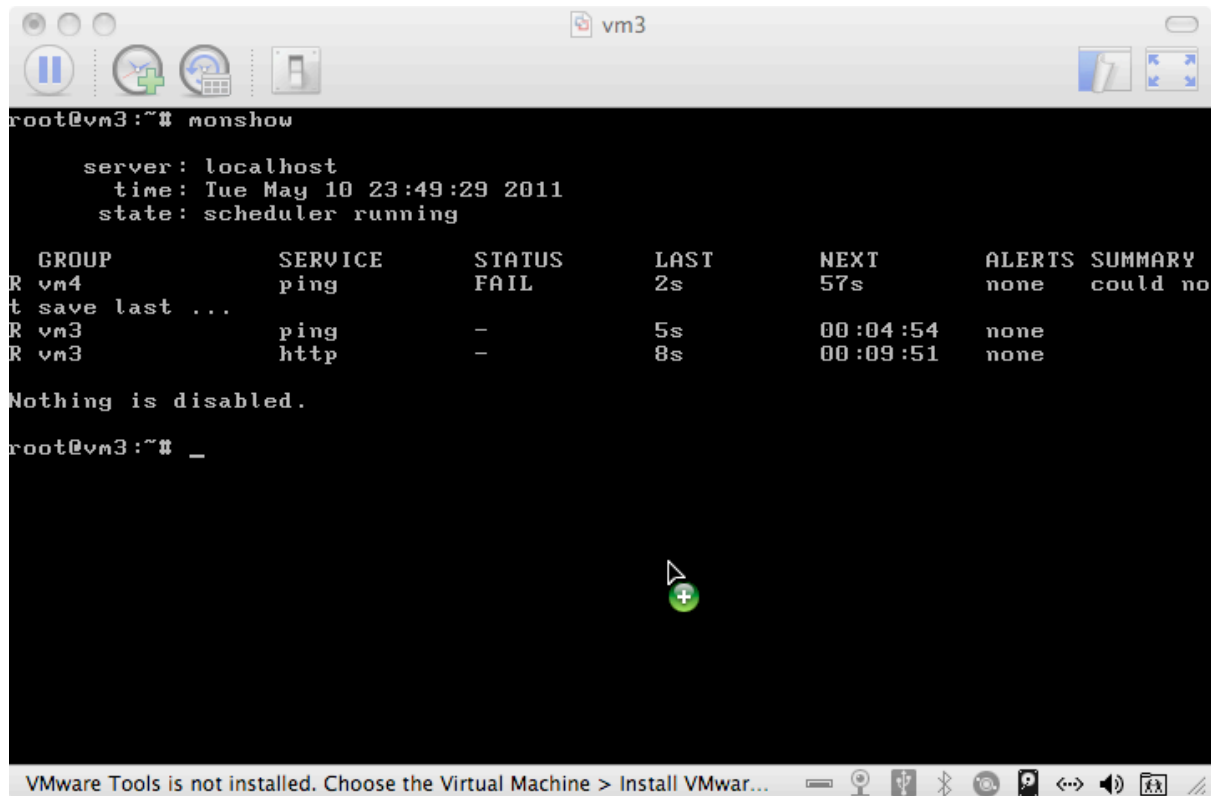 vm3
root@vm3:~# monshow
server: localhost
time: Tue May 10 23:49:29 2011
state: scheduler running
GROUP SERVICE STATUS LAST NEXT ALERTS SUMMARY
R vm4 ping FAIL 2s 57s none could no
t save last ...
R vm3 ping - 5s 00:04:54 none
R vm3 http - 8s 00:09:51 none
Nothing is disabled.
root@vm3:~# _
VMware Tools is not installed. Choose the Virtual Machine > Install VMwar...